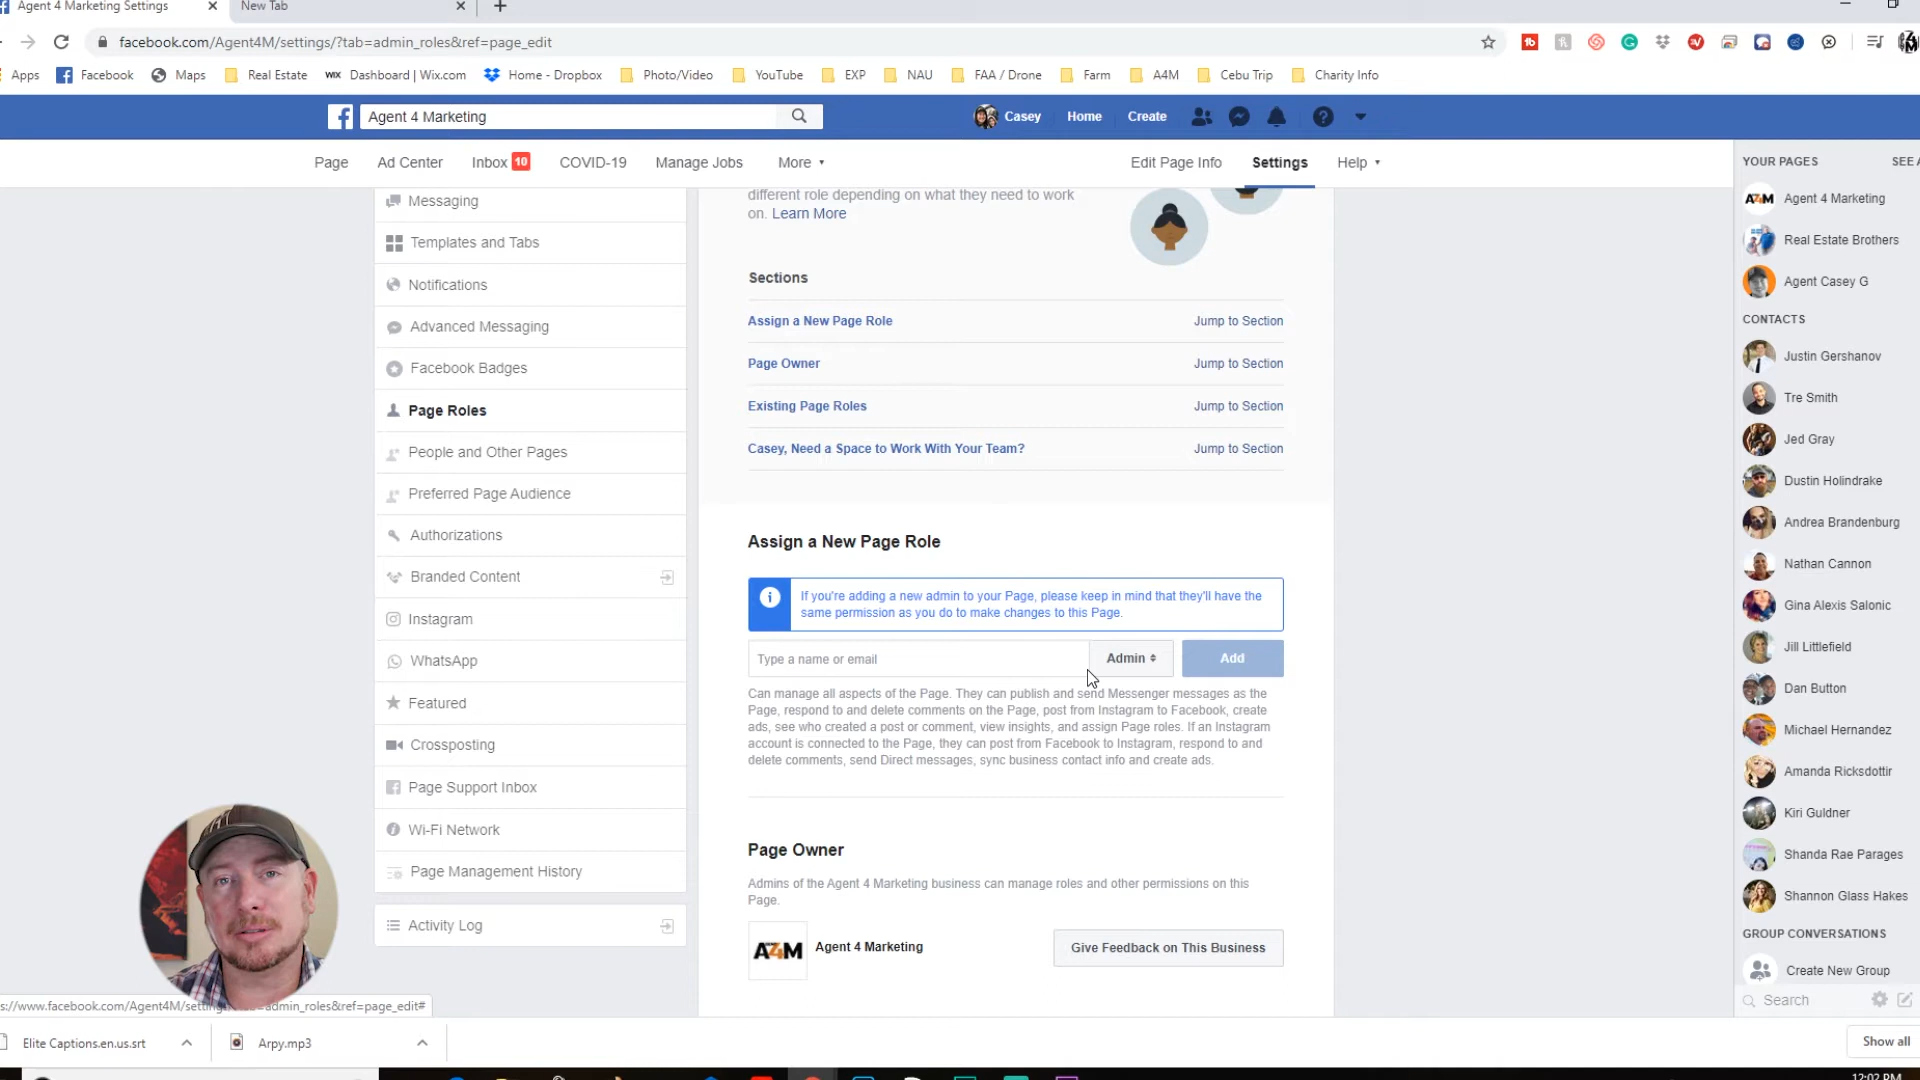 Agent 4 Marketing Settings
New Tab
facebook.com/Agent4M/settings/?tab=admin_roles&ref=page_edit
Apps Facebook Maps Real Estate WIX Dashboard | Wix.com Home - Dropbox Photo/Video YouTube EXP NAU FAA / Drone Farm A4M Cebu Trip Charity Info
Agent 4 Marketing
Casey Home Create
Page Ad Center Inbox 10 COVID-19 Manage Jobs More Edit Page Info Settings Help
Messaging
Templates and Tabs
Notifications
Advanced Messaging
Facebook Badges
Page Roles
People and Other Pages
Preferred Page Audience
Authorizations
Branded Content
Instagram
WhatsApp
Featured
Crossposting
Page Support Inbox
Wi-Fi Network
Page Management History
Activity Log
different role depending on what they need to work
on. Learn More
Sections
Assign a New Page Role Jump to Section
Page Owner Jump to Section
Existing Page Roles Jump to Section
Casey, Need a Space to Work With Your Team? Jump to Section
Assign a New Page Role
If you're adding a new admin to your Page, please keep in mind that they'll have the
same permission as you do to make changes to this Page.
Type a name or email Admin Add
Can manage all aspects of the Page. They can publish and send Messenger messages as the
Page, respond to and delete comments on the Page, post from Instagram to Facebook, create
ads, see who created a post or comment, view insights, and assign Page roles. If an Instagram
account is connected to the Page, they can post from Facebook to Instagram, respond to and
delete comments, send Direct messages, sync business contact info and create ads.
Page Owner
Admins of the Agent 4 Marketing business can manage roles and other permissions on this
Page.
A4M Agent 4 Marketing Give Feedback on This Business
YOUR PAGES SEE
A4M Agent 4 Marketing
Real Estate Brothers
Agent Casey G
CONTACTS
Justin Gershanov
Tre Smith
Jed Gray
Dustin Holindrake
Andrea Brandenburg
Nathan Cannon
Gina Alexis Salonic
Jill Littlefield
Dan Button
Michael Hernandez
Amanda Ricksdottir
Kiri Guldner
Shanda Rae Parages
Shannon Glass Hakes
GROUP CONVERSATIONS
Create New Group
Search
s://www.facebook.com/Agent4M/settin admin_roles&ref=page_edit#
Elite Captions.en.us.srt
Arpy.mp3
Show all
12:02 PM